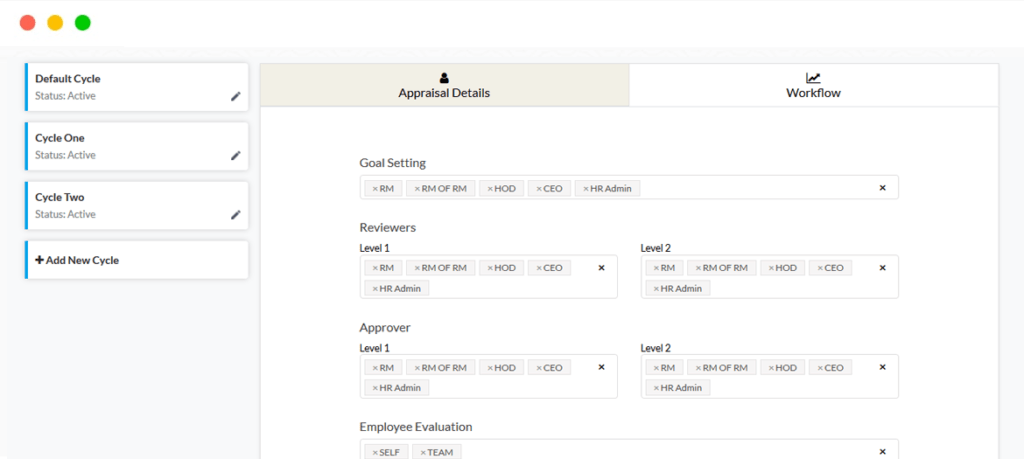 Default Cycle
Status: Active
Cycle One
Status: Active
Cycle Two
Status: Active
+ Add New Cycle
Appraisal Details
Workflow
Goal Setting
× RM × RM OF RM × HOD × CEO × HR Admin ×
Reviewers
Level 1
× RM × RM OF RM × HOD × CEO ×
× HR Admin
Level 2
× RM × RM OF RM × HOD × CEO ×
× HR Admin
Approver
Level 1
× RM × RM OF RM × HOD × CEO ×
× HR Admin
Level 2
× RM × RM OF RM × HOD × CEO ×
× HR Admin
Employee Evaluation
× SELF × TEAM ×